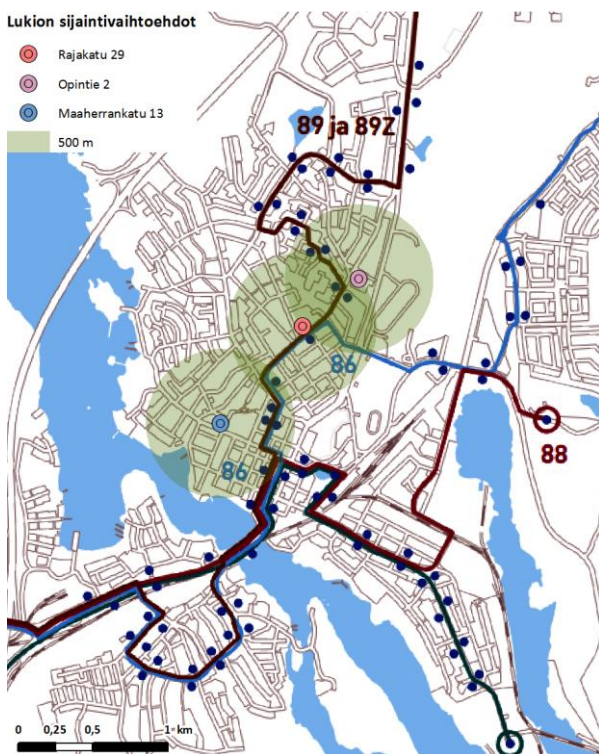 Lukion sijaintivaihtoehdot
Rajakatu 29
Opintie 2
Maaherrankatu 13
500 m
89 ja 89Z
86
88
86
0 0,25 0,5 1 km